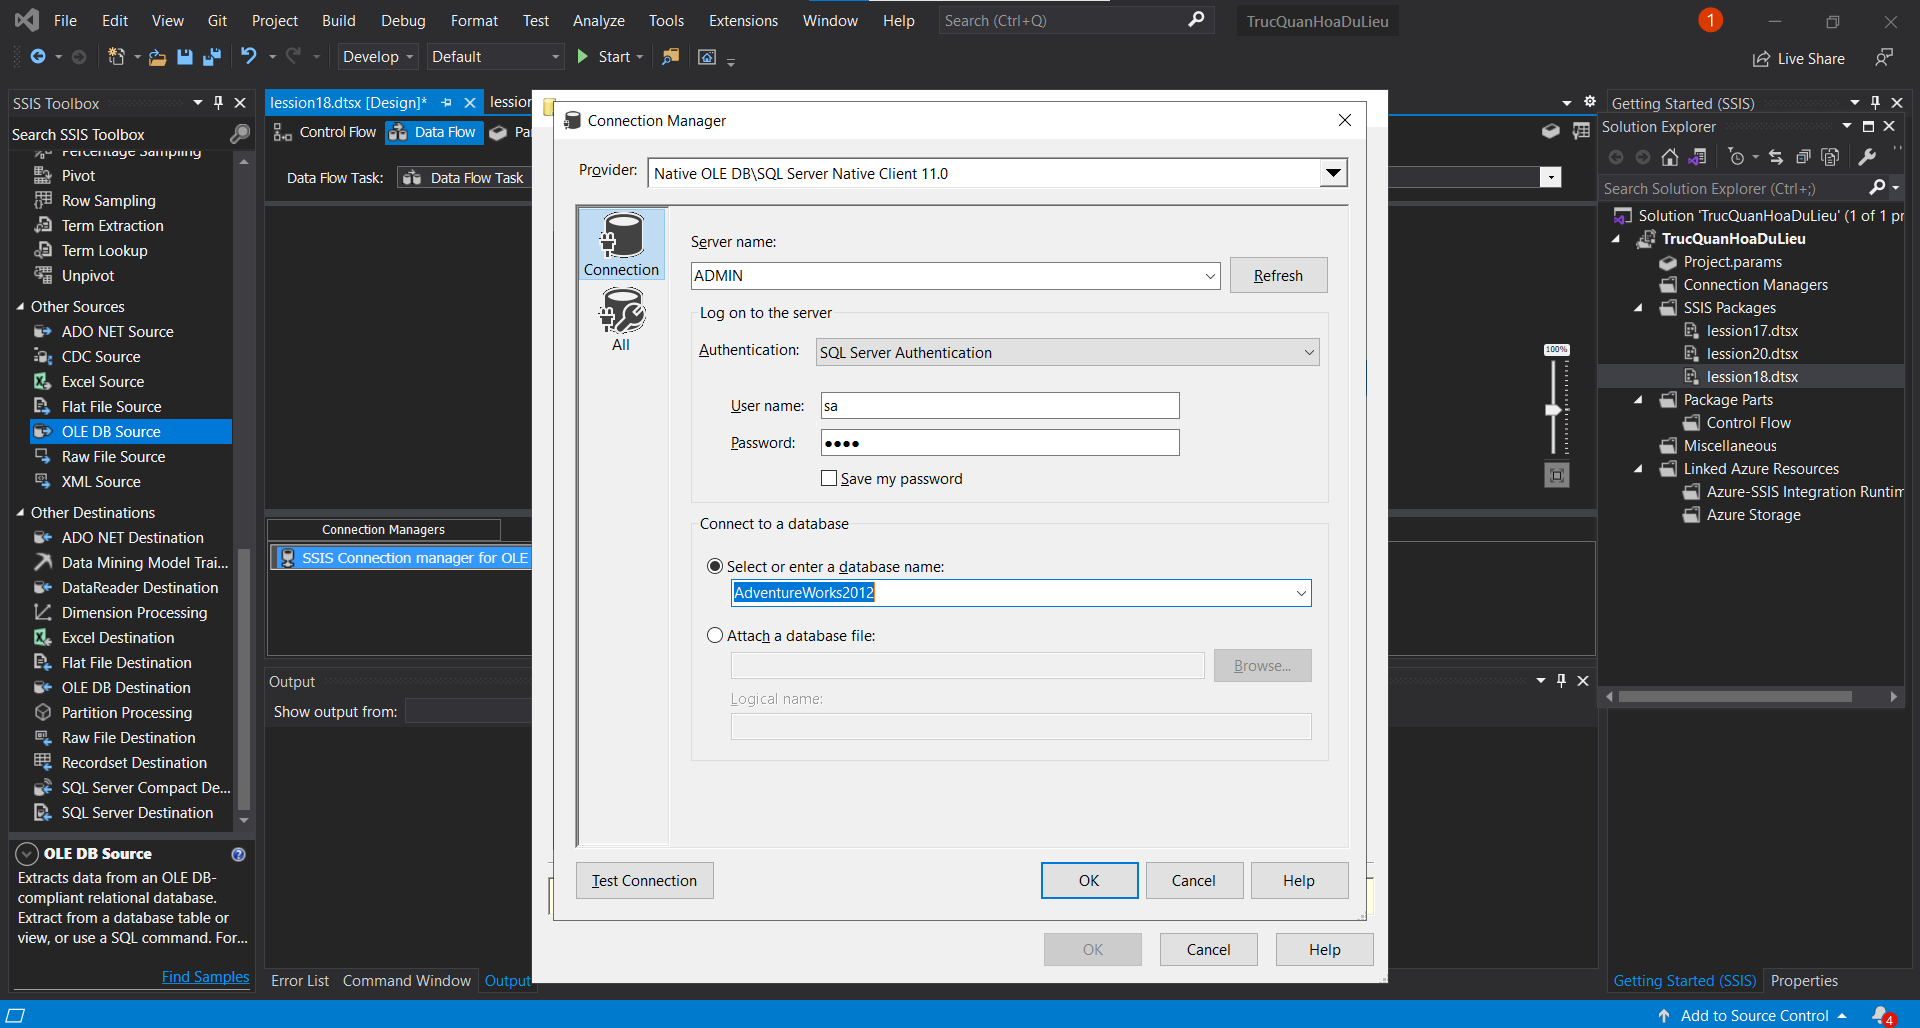 File Edit View Git Project Build Debug Format Test Analyze Tools Extensions Window Help Search (Ctrl+Q) TrucQuanHoaDuLieu 1
Develop Default Start Live Share
SSIS Toolbox
Search SSIS Toolbox
Percentage Sampling
Pivot
Row Sampling
Term Extraction
Term Lookup
Unpivot
Other Sources
ADO NET Source
CDC Source
Excel Source
Flat File Source
OLE DB Source
Raw File Source
XML Source
Other Destinations
ADO NET Destination
Data Mining Model Trai...
DataReader Destination
Dimension Processing
Excel Destination
Flat File Destination
OLE DB Destination
Partition Processing
Raw File Destination
Recordset Destination
SQL Server Compact De...
SQL Server Destination
OLE DB Source
Extracts data from an OLE DB-
compliant relational database.
Extract from a database table or
view, or use a SQL command. For...
Find Samples
lession18.dtsx [Design]* lession
Control Flow Data Flow Pa
Data Flow Task: Data Flow Task
100%
Connection Managers
SSIS Connection manager for OLE
Output
Show output from:
Error List Command Window Output
Connection Manager
Provider: Native OLE DB\SQL Server Native Client 11.0
Connection
All
Server name:
ADMIN Refresh
Log on to the server
Authentication: SQL Server Authentication
User name: sa
Password: ●●●●
Save my password
Connect to a database
Select or enter a database name:
AdventureWorks2012
Attach a database file:
Browse...
Logical name:
Test Connection OK Cancel Help
OK Cancel Help
Getting Started (SSIS)
Solution Explorer
Search Solution Explorer (Ctrl+;)
Solution 'TrucQuanHoaDuLieu' (1 of 1 pr
TrucQuanHoaDuLieu
Project.params
Connection Managers
SSIS Packages
lession17.dtsx
lession20.dtsx
lession18.dtsx
Package Parts
Control Flow
Miscellaneous
Linked Azure Resources
Azure-SSIS Integration Runtim
Azure Storage
Getting Started (SSIS) Properties
Add to Source Control 4